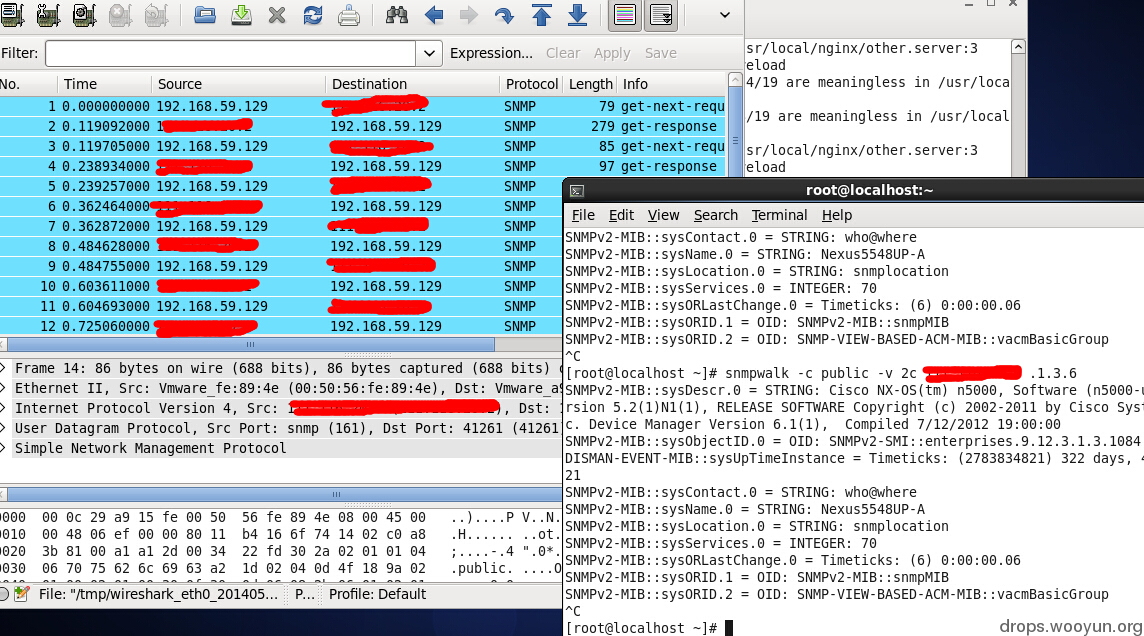 Filter:
Expression... Clear Apply Save
No. Time Source Destination Protocol Length Info
1 0.000000000 192.168.59.129 SNMP 79 get-next-requ
2 0.119092000 192.168.59.129 SNMP 279 get-response
3 0.119705000 192.168.59.129 SNMP 85 get-next-requ
4 0.238934000 192.168.59.129 SNMP 97 get-response
5 0.239257000 192.168.59.129 SNMP
6 0.362464000 192.168.59.129 SNMP
7 0.362872000 192.168.59.129 SNMP
8 0.484628000 192.168.59.129 SNMP
9 0.484755000 192.168.59.129 SNMP
10 0.603611000 192.168.59.129 SNMP
11 0.604693000 192.168.59.129 SNMP
12 0.725060000 192.168.59.129 SNMP
Frame 14: 86 bytes on wire (688 bits), 86 bytes captured (688 bits)
Ethernet II, Src: Vmware_fe:89:4e (00:50:56:fe:89:4e), Dst: Vmware_a9
Internet Protocol Version 4, Src: ), Dst:
User Datagram Protocol, Src Port: snmp (161), Dst Port: 41261 (41261)
Simple Network Management Protocol
0000 00 0c 29 a9 15 fe 00 50 56 fe 89 4e 08 00 45 00 ..)....P V..N.
0010 00 48 06 ef 00 00 80 11 b4 16 6f 74 14 02 c0 a8 .H...... ..ot.
0020 3b 81 00 a1 a1 2d 00 34 22 fd 30 2a 02 01 01 04 ;....-.4 ".0*.
0030 06 70 75 62 6c 69 63 a2 1d 02 04 0d 4f 18 9a 02 .public. ....O
File: "/tmp/wireshark_eth0_201405... P... Profile: Default
sr/local/nginx/other.server:3
eload
4/19 are meaningless in /usr/loca
/19 are meaningless in /usr/local
sr/local/nginx/other.server:3
eload
root@localhost:~
File Edit View Search Terminal Help
SNMPv2-MIB::sysContact.0 = STRING: who@where
SNMPv2-MIB::sysName.0 = STRING: Nexus5548UP-A
SNMPv2-MIB::sysLocation.0 = STRING: snmplocation
SNMPv2-MIB::sysServices.0 = INTEGER: 70
SNMPv2-MIB::sysORLastChange.0 = Timeticks: (6) 0:00:00.06
SNMPv2-MIB::sysORID.1 = OID: SNMPv2-MIB::snmpMIB
SNMPv2-MIB::sysORID.2 = OID: SNMP-VIEW-BASED-ACM-MIB::vacmBasicGroup
^C
[root@localhost ~]# snmpwalk -c public -v 2c .1.3.6
SNMPv2-MIB::sysDescr.0 = STRING: Cisco NX-OS(tm) n5000, Software (n5000-u
rsion 5.2(1)N1(1), RELEASE SOFTWARE Copyright (c) 2002-2011 by Cisco Syst
c. Device Manager Version 6.1(1), Compiled 7/12/2012 19:00:00
SNMPv2-MIB::sysObjectID.0 = OID: SNMPv2-SMI::enterprises.9.12.3.1.3.1084
DISMAN-EVENT-MIB::sysUpTimeInstance = Timeticks: (2783834821) 322 days, 4
21
SNMPv2-MIB::sysContact.0 = STRING: who@where
SNMPv2-MIB::sysName.0 = STRING: Nexus5548UP-A
SNMPv2-MIB::sysLocation.0 = STRING: snmplocation
SNMPv2-MIB::sysServices.0 = INTEGER: 70
SNMPv2-MIB::sysORLastChange.0 = Timeticks: (6) 0:00:00.06
SNMPv2-MIB::sysORID.1 = OID: SNMPv2-MIB::snmpMIB
SNMPv2-MIB::sysORID.2 = OID: SNMP-VIEW-BASED-ACM-MIB::vacmBasicGroup
^C
[root@localhost ~]#
drops.wooyun.org